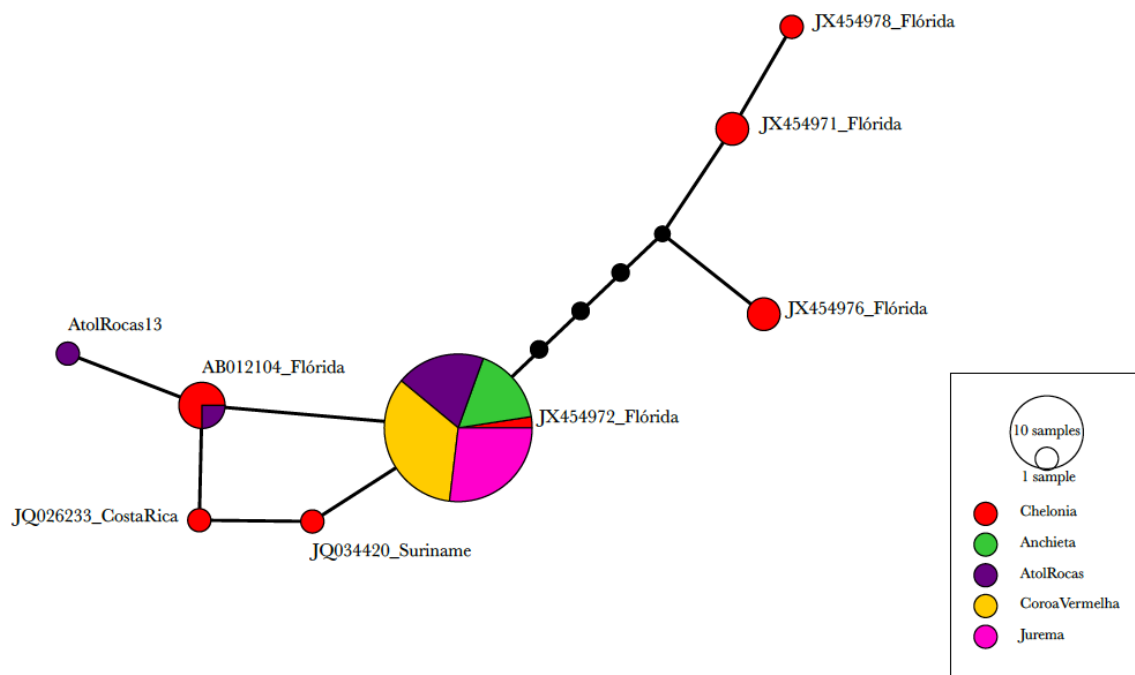 JX454978_Flórida
JX454971_Flórida
JX454976_Flórida
AtolRocas13
AB012104_Flórida
JX454972_Flórida
JQ026233_CostaRica
JQ034420_Suriname
10 samples
1 sample
Chelonia
Anchieta
AtolRocas
CoroaVermelha
Jurema